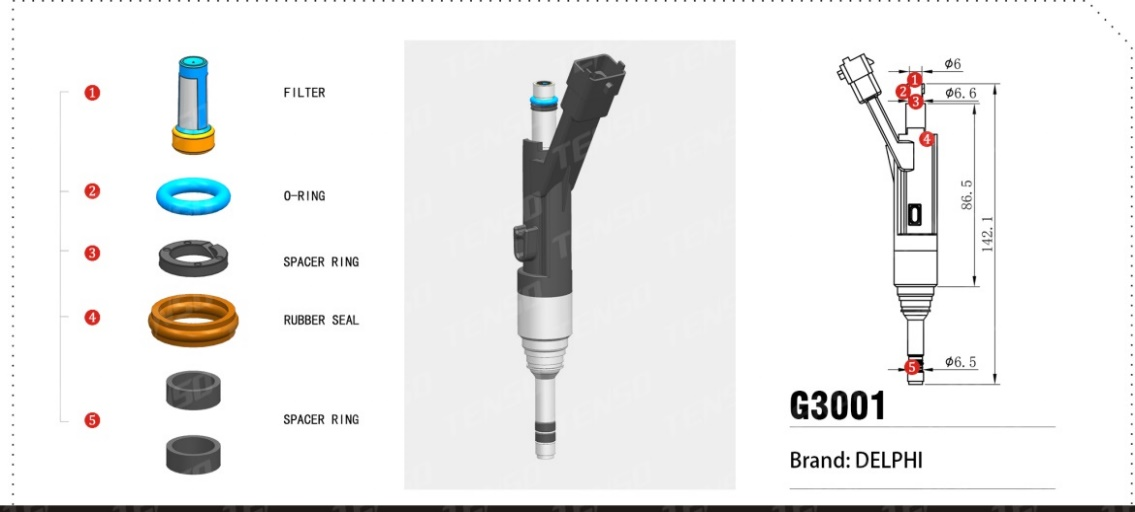 1 FILTER
2 O-RING
3 SPACER RING
4 RUBBER SEAL
5 SPACER RING
TENSO
ϕ6
1
2
ϕ6.6
3
4
86.5
142.1
5
ϕ6.5
G3001
Brand: DELPHI